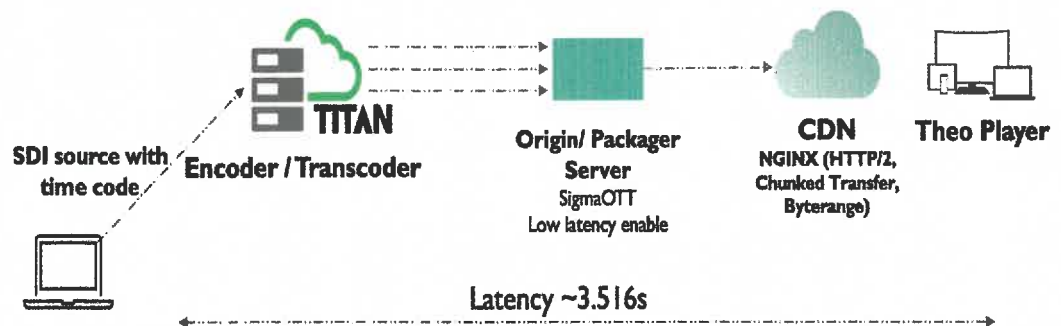 TITAN
SDI source with
time code
Encoder / Transcoder
Origin/ Packager
Server
SigmaOTT
Low latency enable
CDN
NGINX (HTTP/2,
Chunked Transfer,
Byterange)
Theo Player
Latency ~3.516s